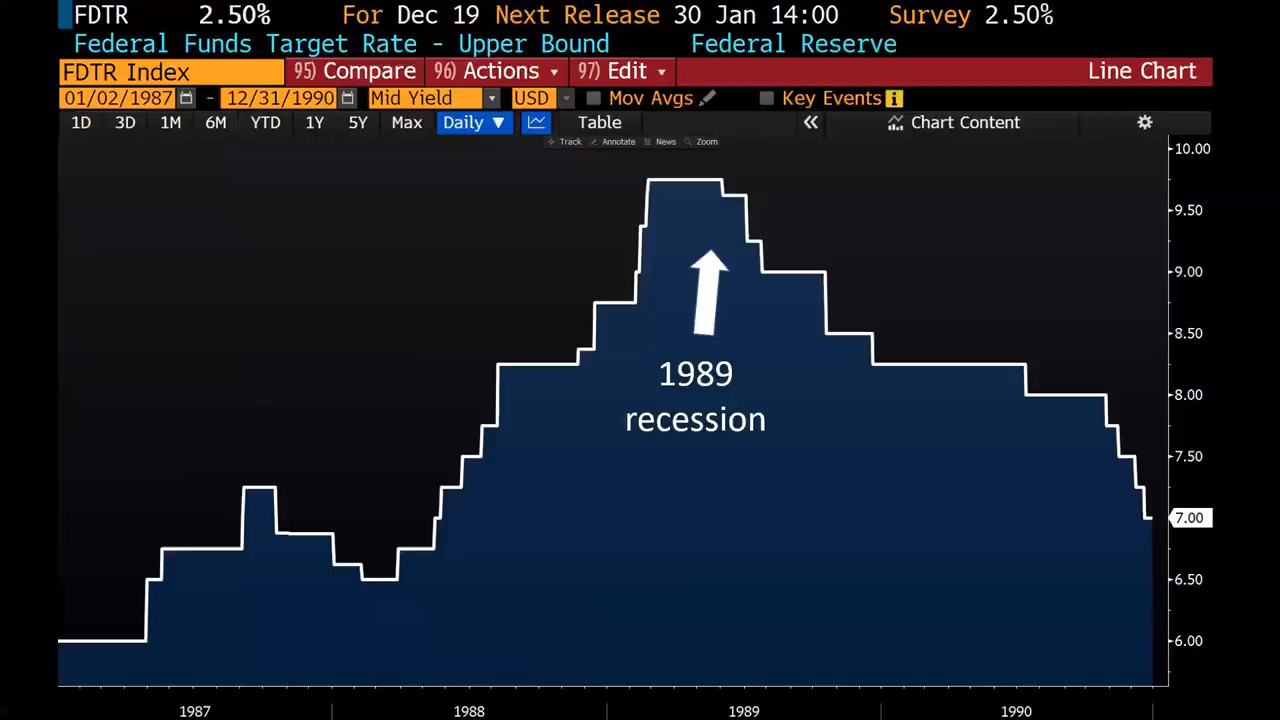 FDTR 2.50% For Dec 19 Next Release 30 Jan 14:00 Survey 2.50%
Federal Funds Target Rate - Upper Bound Federal Reserve
FDTR Index 95) Compare 96) Actions 97) Edit Line Chart
01/02/1987 - 12/31/1990 Mid Yield USD Mov Avgs Key Events
1D 3D 1M 6M YTD 1Y 5Y Max Daily ▼ Table « Chart Content
Track Annotate News Zoom
10.00
9.50
9.00
8.50
1989
recession
8.00
7.50
7.00
6.50
6.00
1987 1988 1989 1990